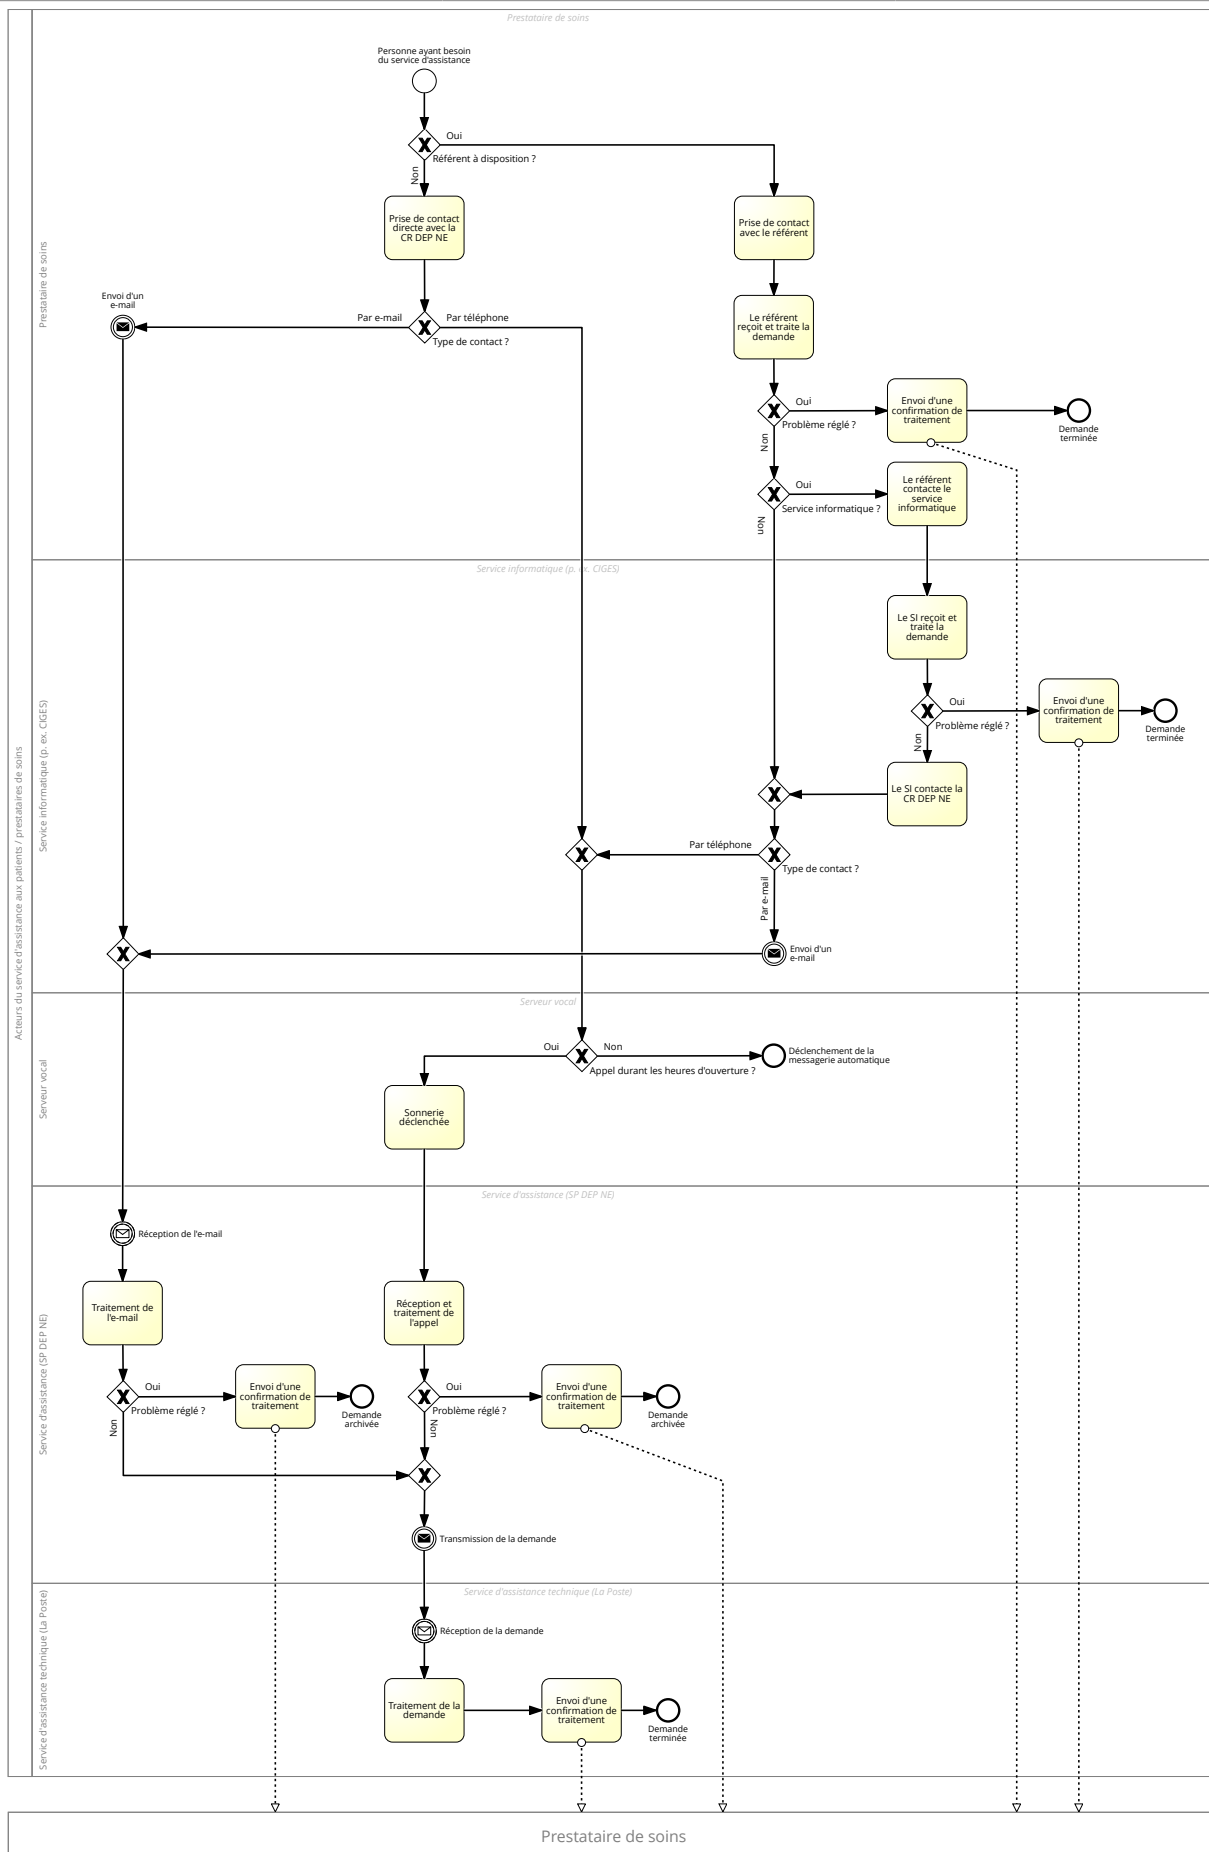 Prestataire de soins
Personne ayant besoin
du service d'assistance
Oui
Référent à disposition ?
Non
Prise de contact
directe avec la
CR DEP NE
Prise de contact
avec le référent
Prestataire de soins
Envoi d'un
e-mail
Par e-mail
Par téléphone
Type de contact ?
Le référent
reçoit et traite la
demande
Oui
Problème réglé ?
Non
Envoi d'une
confirmation de
traitement
Demande
terminée
Oui
Service informatique ?
Non
Le référent
contacte le
service
informatique
Service informatique (p. ex. CIGES)
Le SI reçoit et
traite la
demande
Oui
Problème réglé ?
Non
Envoi d'une
confirmation de
traitement
Demande
terminée
Service informatique (p. ex. CIGES)
Acteurs du service d'assistance aux patients / prestataires de soins
Le SI contacte la
CR DEP NE
Par téléphone
Type de contact ?
Par e-mail
Envoi d'un
e-mail
Serveur vocal
Oui
Non
Appel durant les heures d'ouverture ?
Déclenchement de la
messagerie automatique
Serveur vocal
Sonnerie
déclenchée
Service d'assistance (SP DEP NE)
Réception de l'e-mail
Traitement de
l'e-mail
Réception et
traitement de
l'appel
Service d'assistance (SP DEP NE)
Oui
Problème réglé ?
Non
Envoi d'une
confirmation de
traitement
Demande
archivée
Oui
Problème réglé ?
Non
Envoi d'une
confirmation de
traitement
Demande
archivée
Transmission de la demande
Service d'assistance technique (La Poste)
Service d'assistance technique (La Poste)
Réception de la demande
Traitement de la
demande
Envoi d'une
confirmation de
traitement
Demande
terminée
Prestataire de soins